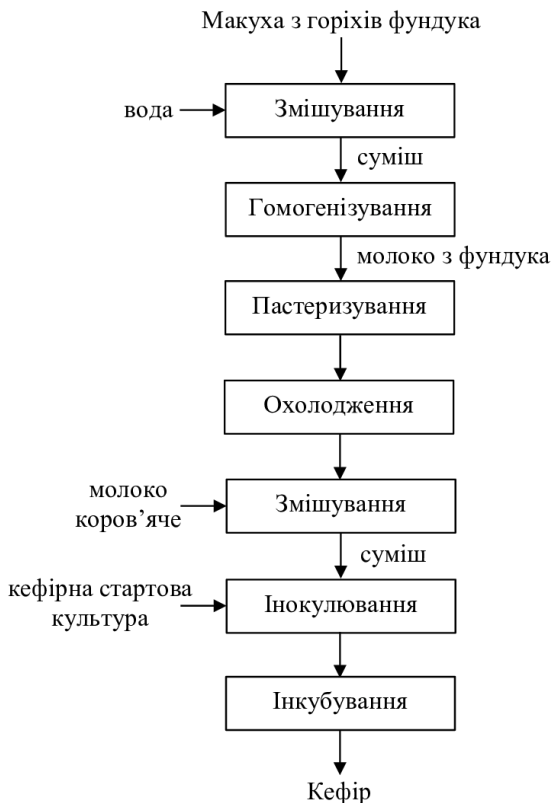 Макуха з горіхів фундука
вода
Змішування
суміш
Гомогенізування
молоко з фундука
Пастеризування
Охолодження
молоко
коров’яче
Змішування
суміш
кефірна стартова
культура
Інокулювання
Інкубування
Кефір